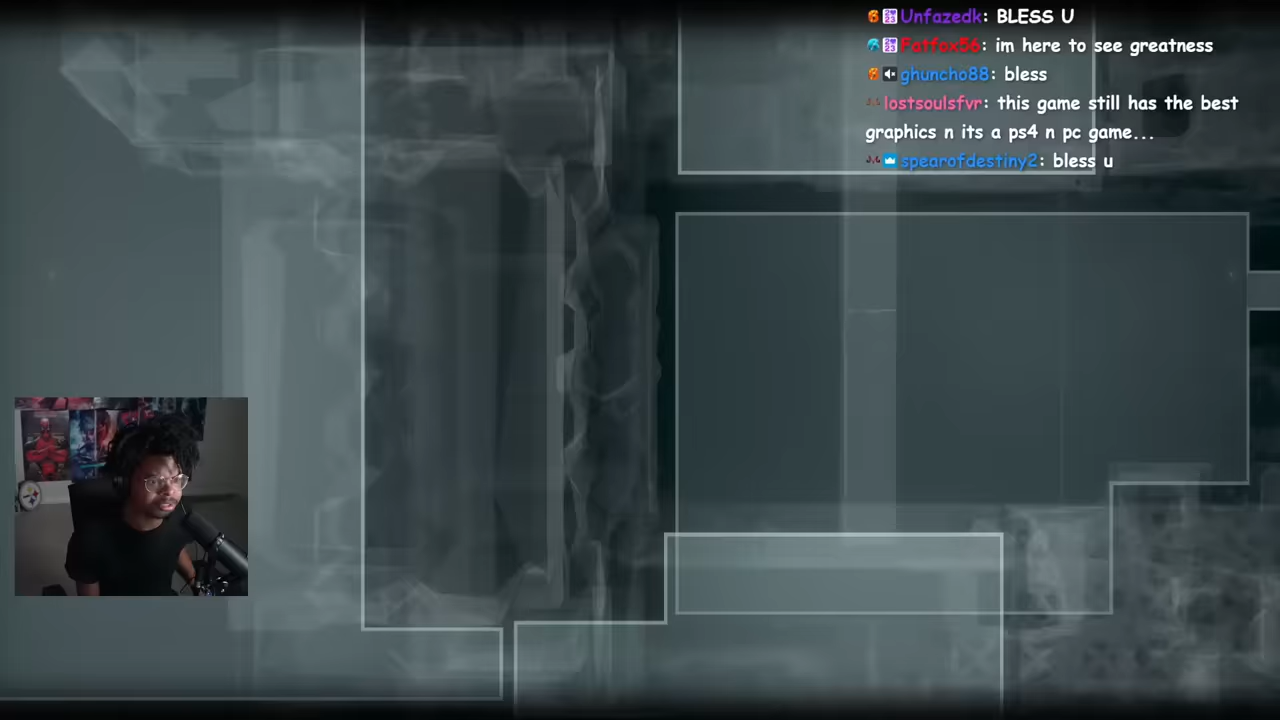 Unfazedk: BLESS U
Fatfox56: im here to see greatness
ghuncho88: bless
lostsoulsfvr: this game still has the best
graphics n its a ps4 n pc game...
spearofdestiny2: bless u